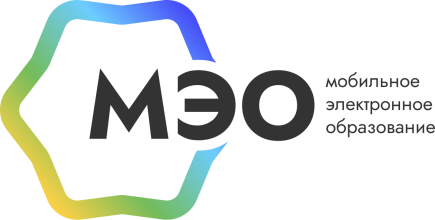 МЭО
мобильное
электронное
образование